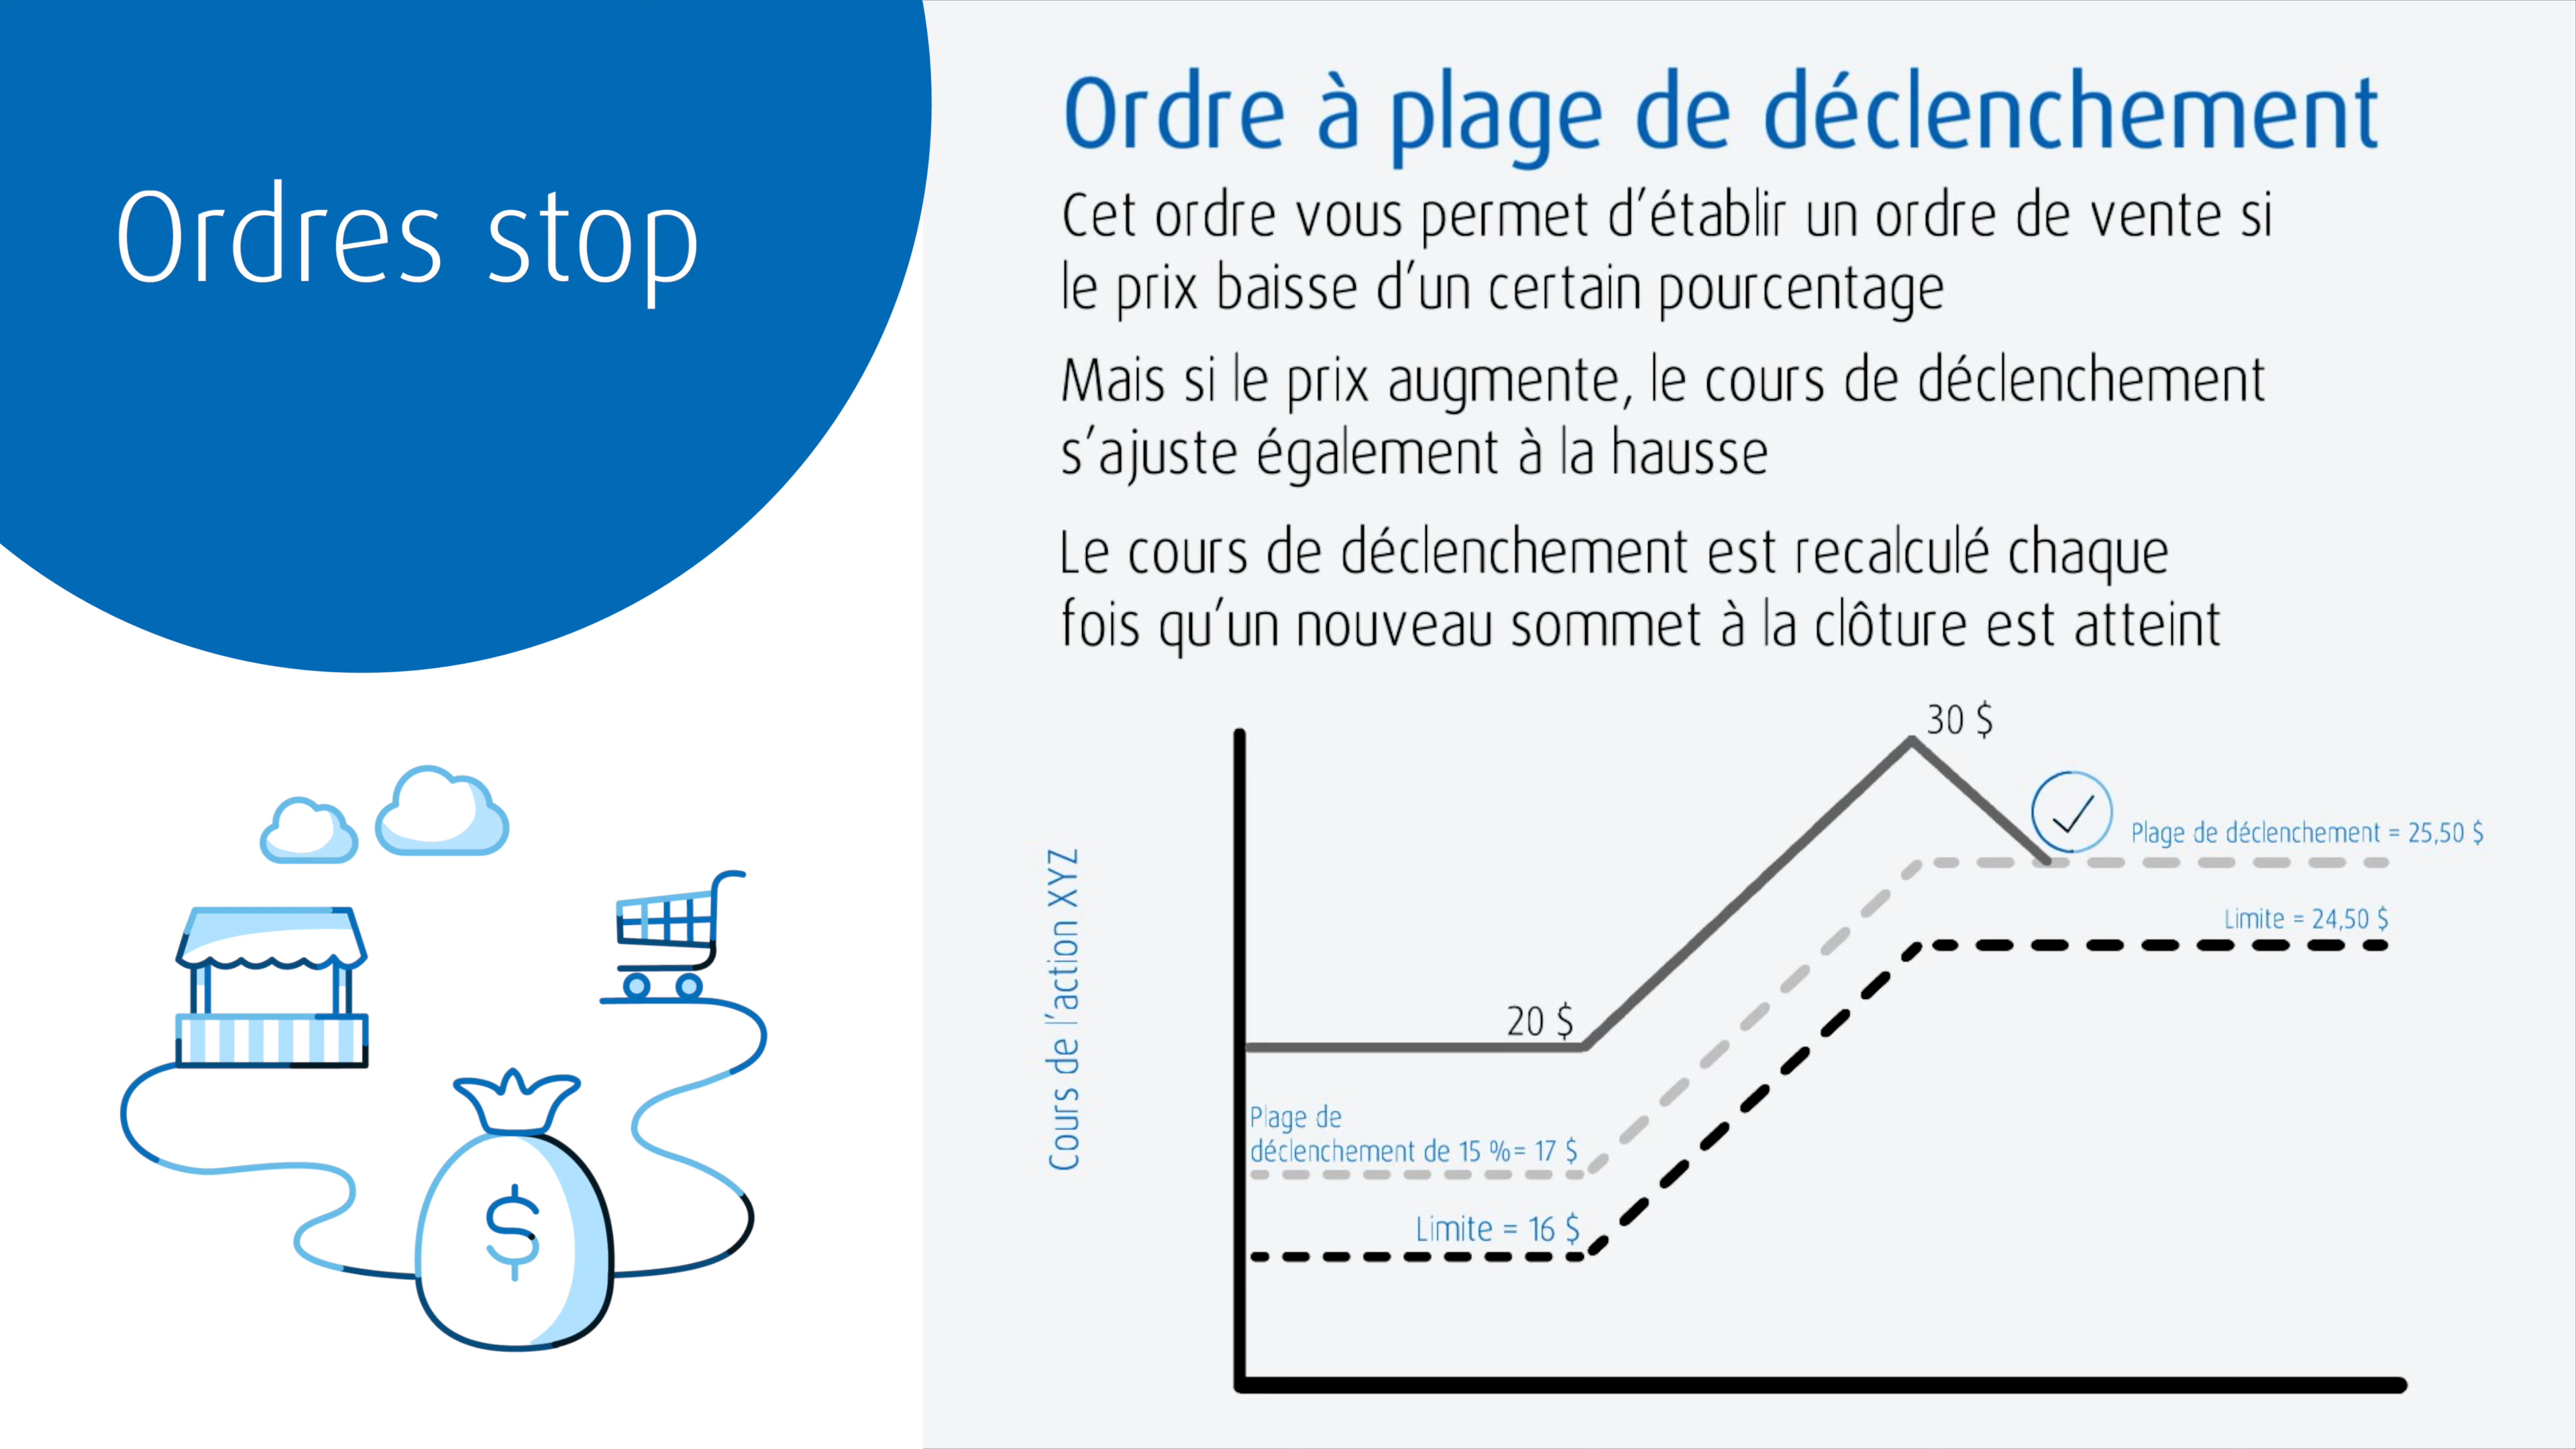 Ordres stop
Ordre à plage de déclenchement
Cet ordre vous permet d’établir un ordre de vente si
le prix baisse d’un certain pourcentage
Mais si le prix augmente, le cours de déclenchement
s’ajuste également à la hausse
Le cours de déclenchement est recalculé chaque
fois qu’un nouveau sommet à la clôture est atteint
30 $
Plage de déclenchement = 25,50 $
Limite = 24,50 $
Cours de l’action XYZ
20 $
Plage de
déclenchement de 15 %= 17 $
Limite = 16 $
$